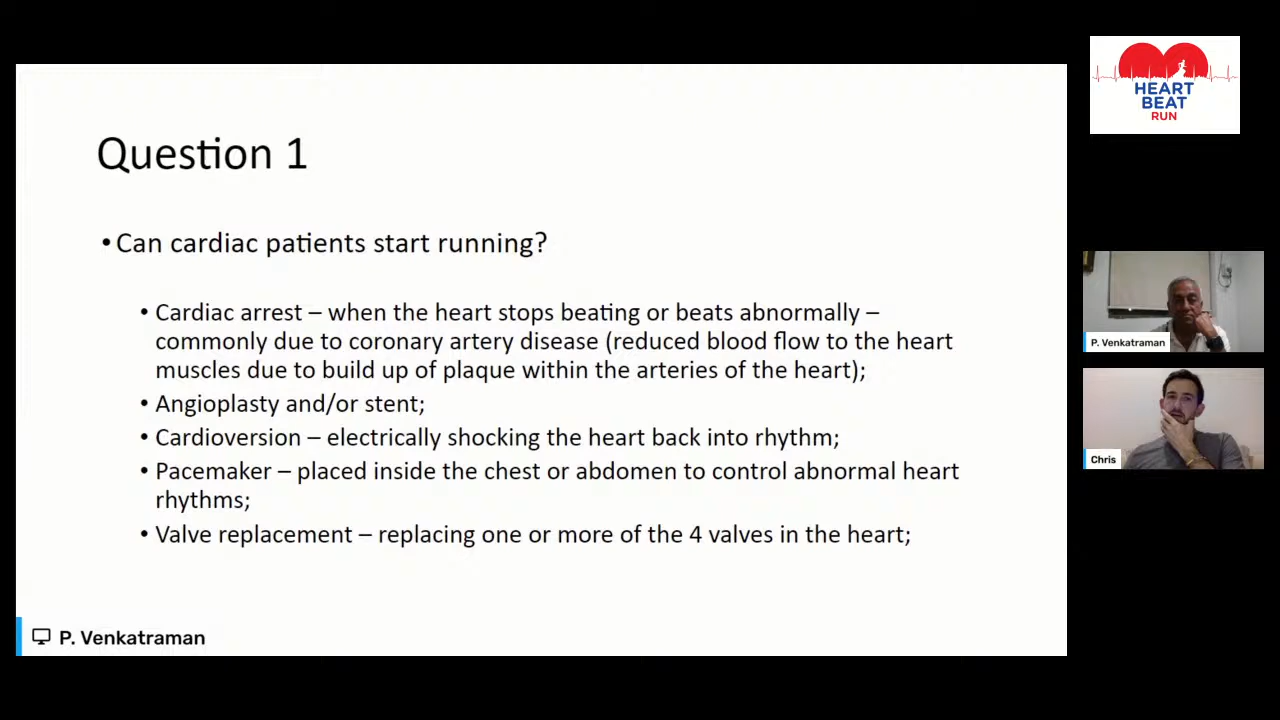 Question 1
• Can cardiac patients start running?
• Cardiac arrest – when the heart stops beating or beats abnormally –
commonly due to coronary artery disease (reduced blood flow to the heart
muscles due to build up of plaque within the arteries of the heart);
• Angioplasty and/or stent;
• Cardioversion – electrically shocking the heart back into rhythm;
• Pacemaker – placed inside the chest or abdomen to control abnormal heart
rhythms;
• Valve replacement – replacing one or more of the 4 valves in the heart;
P. Venkatraman
HEART
BEAT
RUN
P. Venkatraman
Chris